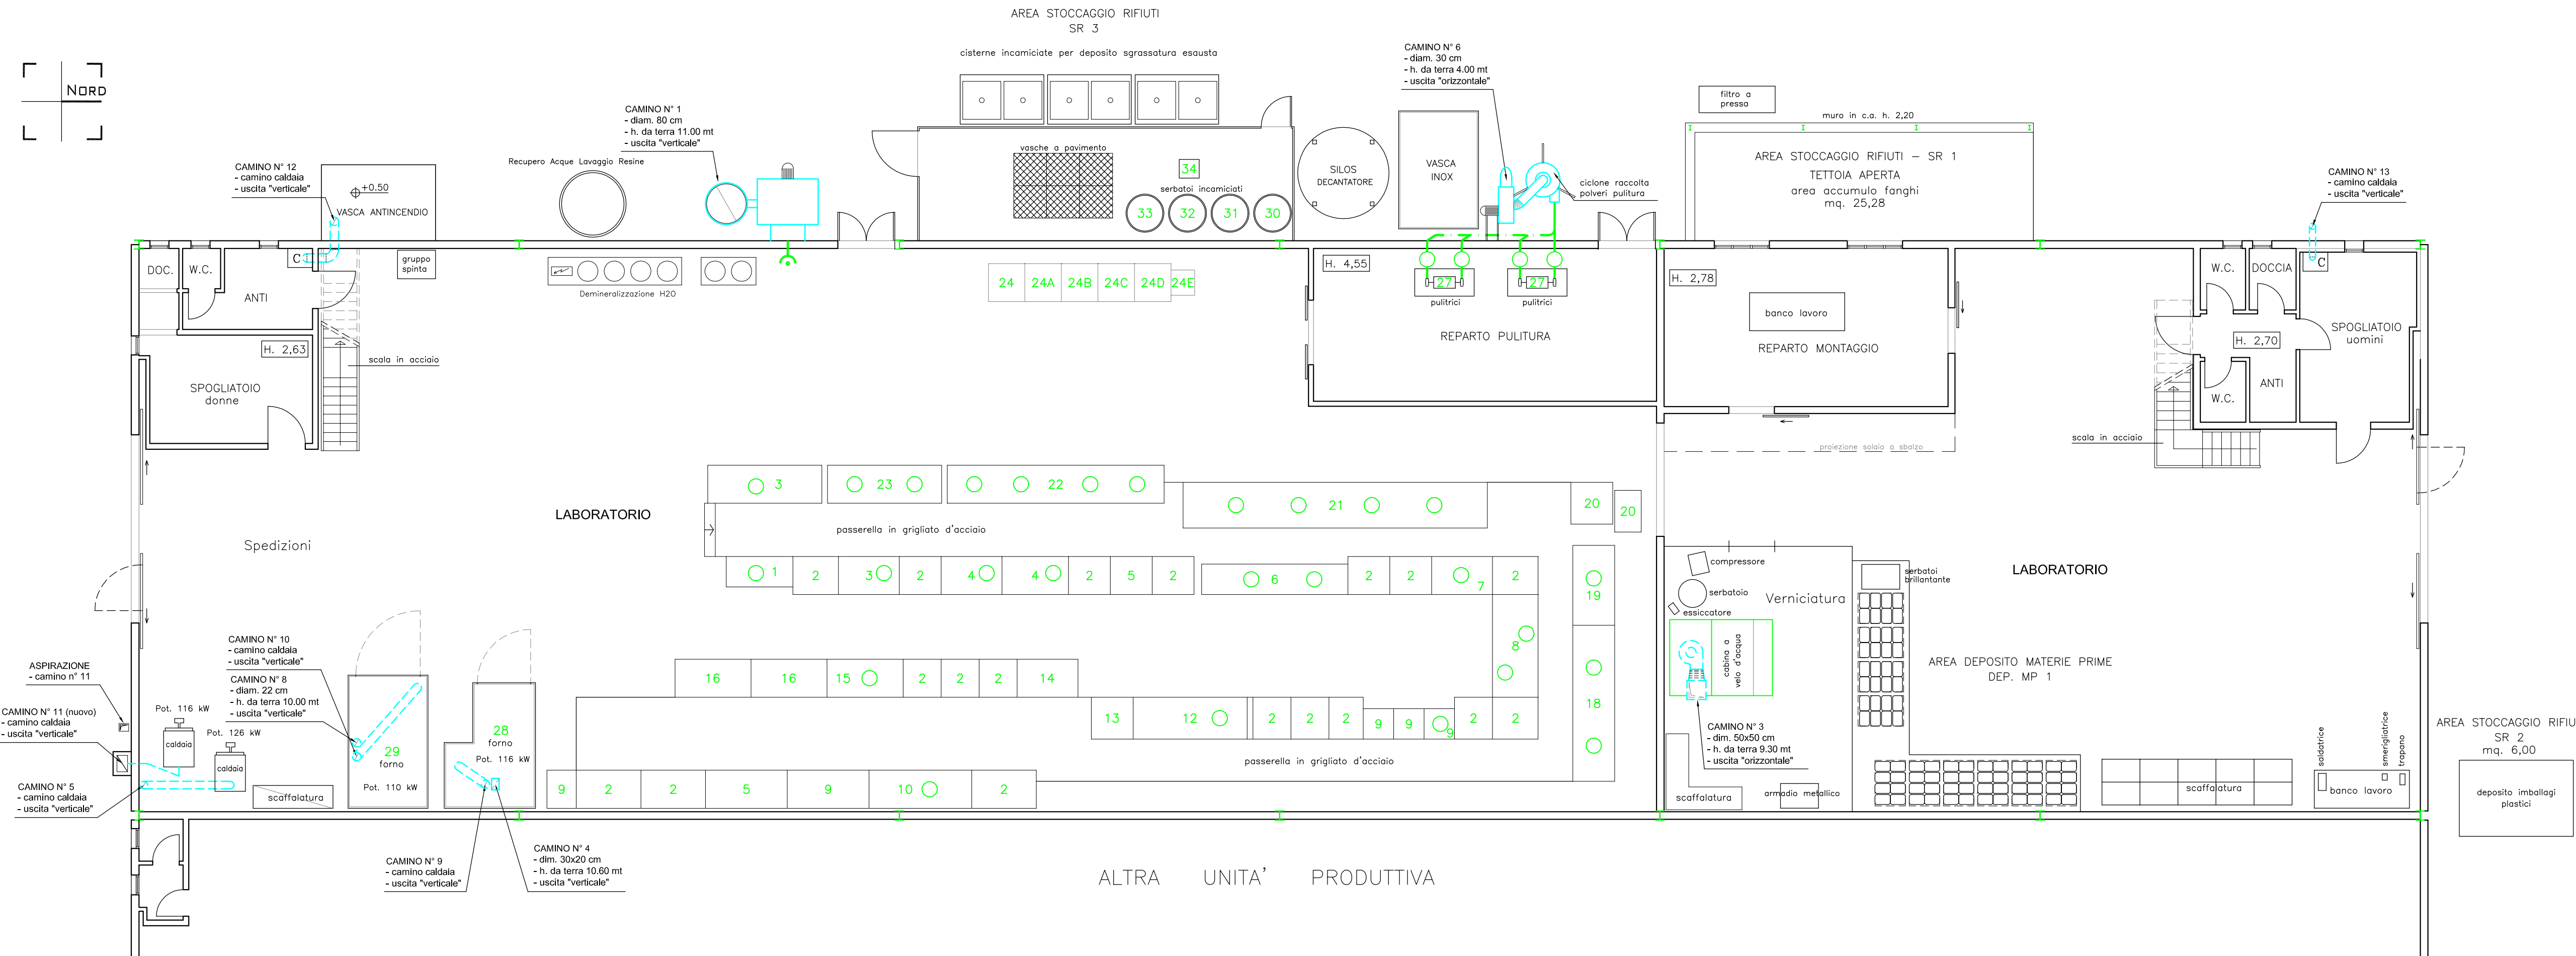 AREA STOCCAGGIO RIFIUTI
SR 3
cisterne incamiciate per deposito sgrassatura esausta
NORD
CAMINO N° 12
- camino caldaia
- uscita "verticale"
+0.50
VASCA ANTINCENDIO
Recupero Acque Lavaggio Resine
CAMINO N° 1
- diam. 80 cm
- h. da terra 11.00 mt
- uscita "verticale"
vasche a pavimento
34
serbatoi incamiciati
33
32
31
30
SILOS
DECANTATORE
VASCA
INOX
CAMINO N° 6
- diam. 30 cm
- h. da terra 4.00 mt
- uscita "orizzontale"
ciclone raccolta
polveri pulitura
filtro a
pressa
muro in c.a. h. 2,20
AREA STOCCAGGIO RIFIUTI - SR 1
TETTOIA APERTA
area accumulo fanghi
mq. 25,28
CAMINO N° 13
- camino caldaia
- uscita "verticale"
DOC.
W.C.
ANTI
C
gruppo
spinta
H. 2,63
SPOGLIATOIO
donne
scala in acciaio
Demineralizzazione H2O
24
24A
24B
24C
24D
24E
H. 4,55
27
pulitrici
27
pulitrici
REPARTO PULITURA
H. 2,78
banco lavoro
REPARTO MONTAGGIO
proiezione solaio a sbalzo
W.C.
DOCCIA
C
H. 2,70
SPOGLIATOIO
uomini
W.C.
ANTI
scala in acciaio
LABORATORIO
Spedizioni
3
23
22
21
20
20
passerella in grigliato d'acciaio
1
2
3
2
4
4
2
5
2
6
2
2
7
2
19
8
18
16
16
15
2
2
2
14
13
12
2
2
2
9
9
9
2
2
passerella in grigliato d'acciaio
9
2
2
5
9
10
2
CAMINO N° 10
- camino caldaia
- uscita "verticale"
CAMINO N° 8
- diam. 22 cm
- h. da terra 10.00 mt
- uscita "verticale"
ASPIRAZIONE
- camino n° 11
CAMINO N° 11 (nuovo)
- camino caldaia
- uscita "verticale"
CAMINO N° 5
- camino caldaia
- uscita "verticale"
Pot. 116 kW
caldaia
Pot. 126 kW
caldaia
scaffalatura
29
forno
Pot. 110 kW
28
forno
Pot. 116 kW
CAMINO N° 9
- camino caldaia
- uscita "verticale"
CAMINO N° 4
- dim. 30x20 cm
- h. da terra 10.60 mt
- uscita "verticale"
compressore
serbatoio
essiccatore
Verniciatura
cabina a
velo d'acqua
CAMINO N° 3
- dim. 50x50 cm
- h. da terra 9.30 mt
- uscita "orizzontale"
scaffalatura
armadio metallico
serbatoi
brillantante
LABORATORIO
AREA DEPOSITO MATERIE PRIME
DEP. MP 1
scaffalatura
saldatrice
smerigliatrice
trapano
banco lavoro
AREA STOCCAGGIO RIFIU
SR 2
mq. 6,00
deposito imballagi
plastici
ALTRA UNITA' PRODUTTIVA